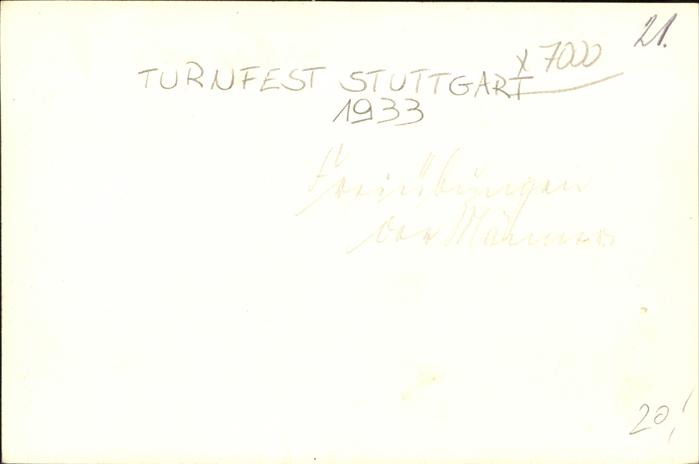 21.
x 7000
TURNFEST STUTTGART
1933
Freiübungen
der Männer
20,-